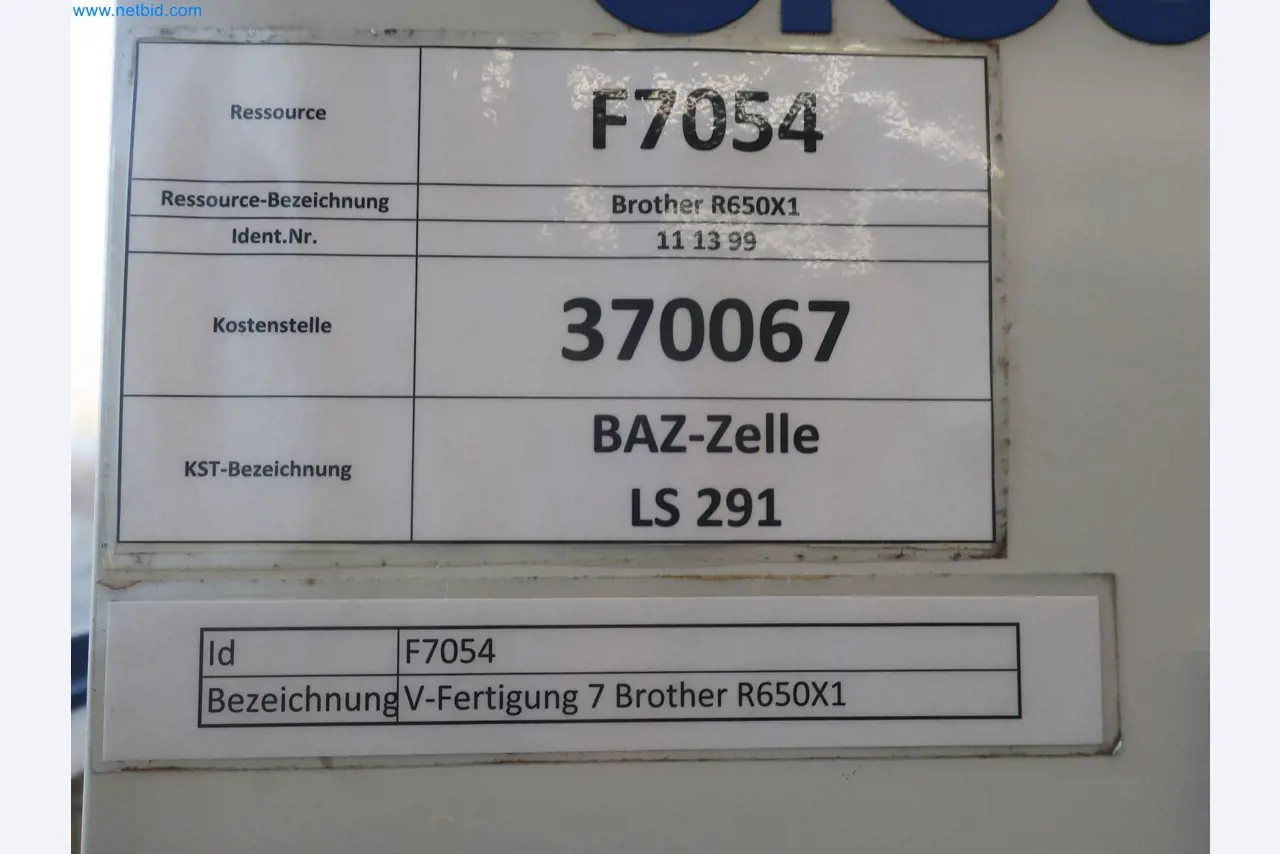 www.netbid.com
Ressource F7054
Ressource-Bezeichnung Brother R650X1
Ident.Nr. 11 13 99
Kostenstelle 370067
KST-Bezeichnung BAZ-Zelle
LS 291
Id F7054
Bezeichnung V-Fertigung 7 Brother R650X1